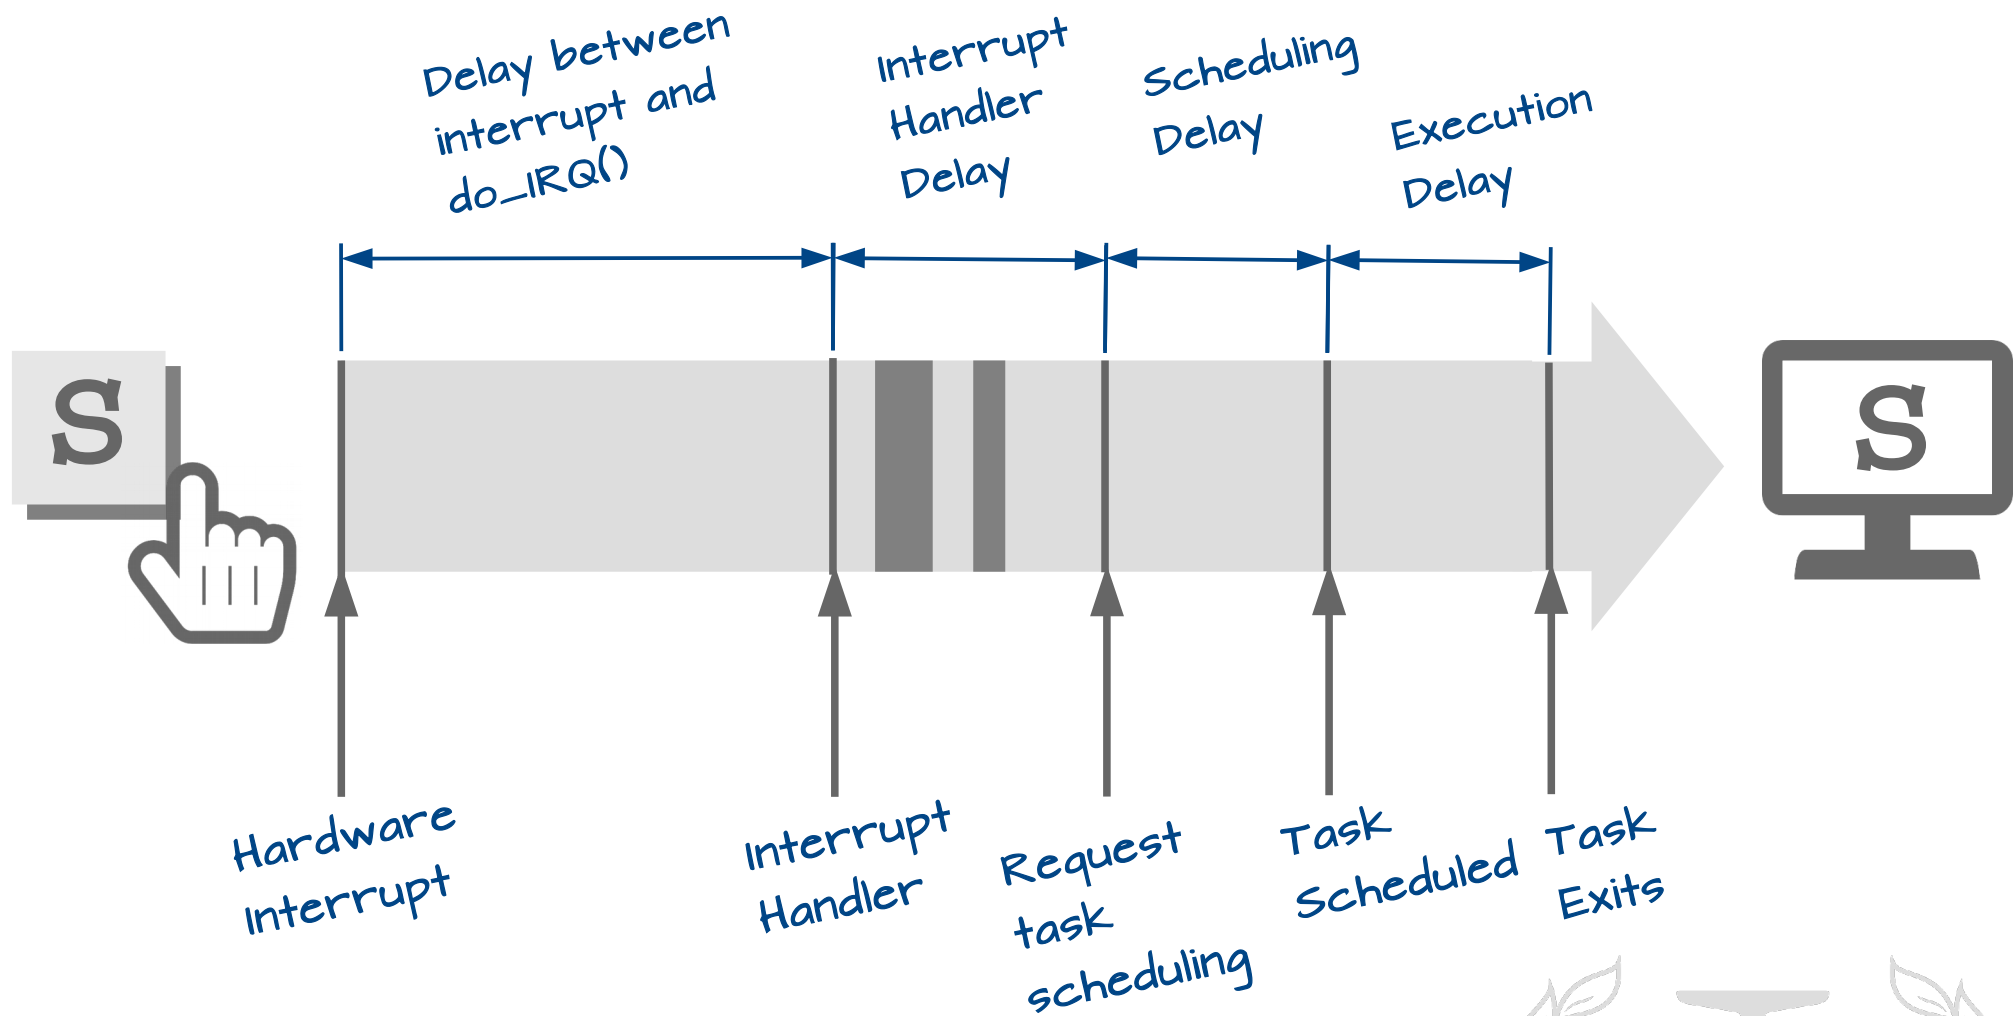 Delay between
interrupt and
do_IRQ()
Interrupt
Handler
Delay
Scheduling
Delay
Execution
Delay
S
S
Hardware
Interrupt
Interrupt
Handler
Request
task
scheduling
Task
Scheduled
Task
Exits